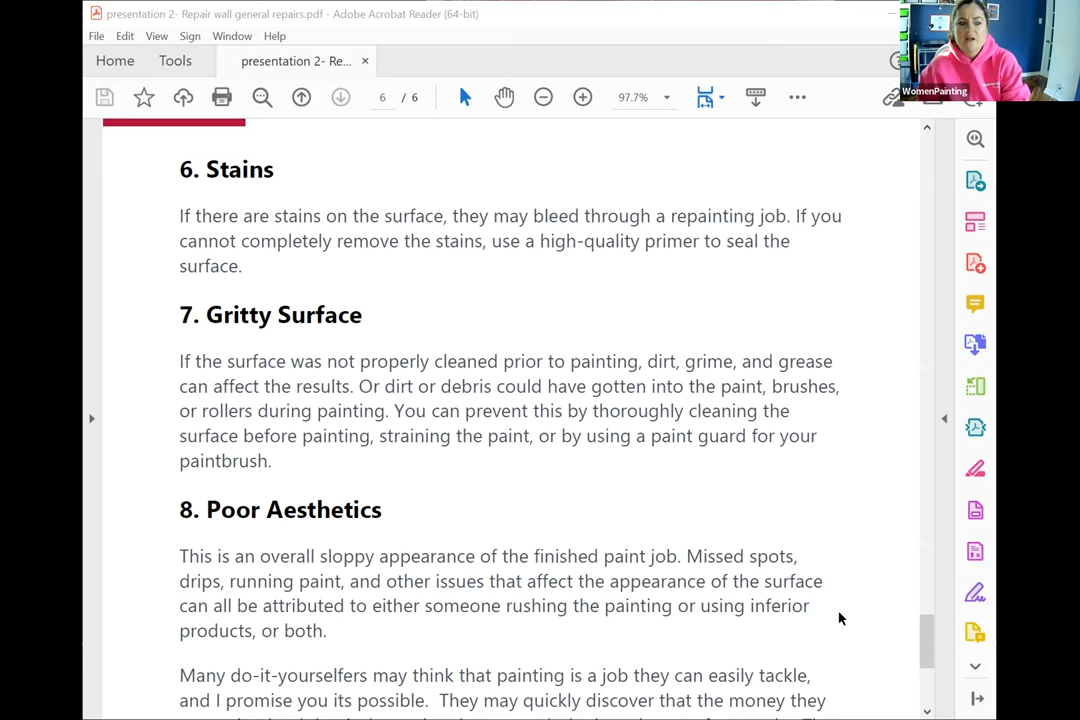 presentation 2- Repair wall general repairs.pdf - Adobe Acrobat Reader (64-bit)
File Edit View Sign Window Help
Home Tools presentation 2- Re... ×
6 / 6 97.7%
WomenPainting
6. Stains
If there are stains on the surface, they may bleed through a repainting job. If you
cannot completely remove the stains, use a high-quality primer to seal the
surface.
7. Gritty Surface
If the surface was not properly cleaned prior to painting, dirt, grime, and grease
can affect the results. Or dirt or debris could have gotten into the paint, brushes,
or rollers during painting. You can prevent this by thoroughly cleaning the
surface before painting, straining the paint, or by using a paint guard for your
paintbrush.
8. Poor Aesthetics
This is an overall sloppy appearance of the finished paint job. Missed spots,
drips, running paint, and other issues that affect the appearance of the surface
can all be attributed to either someone rushing the painting or using inferior
products, or both.
Many do-it-yourselfers may think that painting is a job they can easily tackle,
and I promise you its possible.  They may quickly discover that the money they